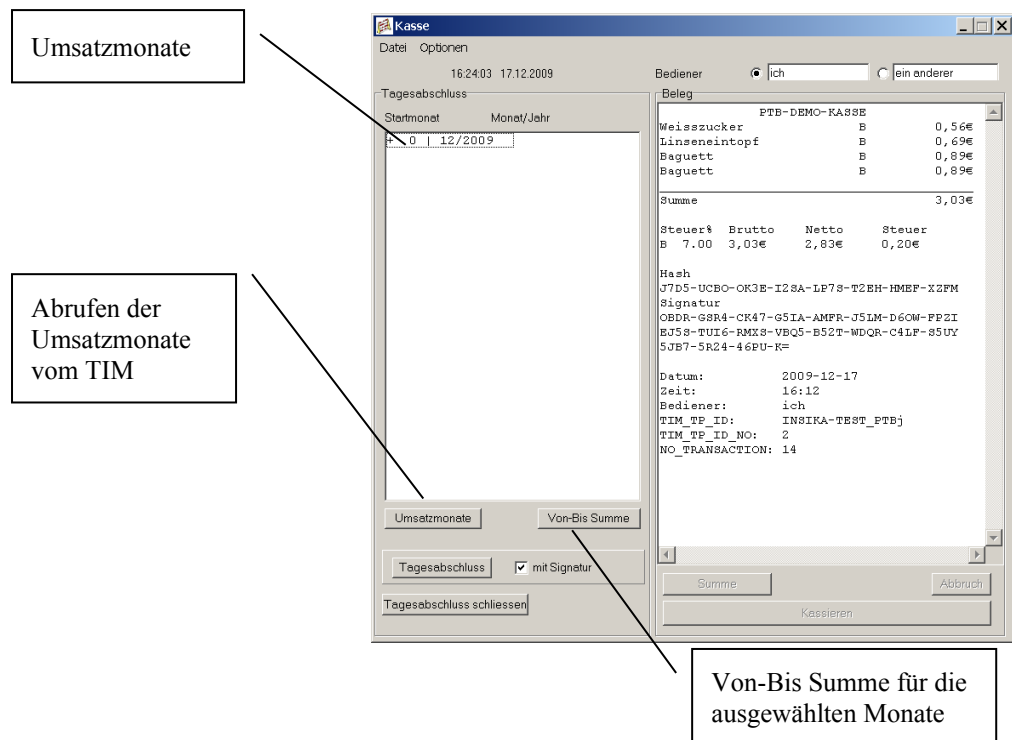 Umsatzmonate
Abrufen der
Umsatzmonate
vom TIM
Kasse
Datei Optionen
16:24:03 17.12.2009
Bediener
ich
ein anderer
Tagesabschluss
Startmonat Monat/Jahr
+ 0 | 12/2009
Umsatzmonate
Von-Bis Summe
Tagesabschluss
mit Signatur
Tagesabschluss schliessen
Beleg
PTB-DEMO-KASSE
Weisszucker B 0,56€
Linseneintopf B 0,69€
Baguett B 0,89€
Baguett B 0,89€
Summe 3,03€
Steuer% Brutto Netto Steuer
B 7.00 3,03€ 2,83€ 0,20€
Hash
J7D5-UCBO-OK3E-I2SA-LP7S-T2EH-HMEF-XZFM
Signatur
OBDR-GSR4-CK47-G5IA-AMFR-J5LM-D6OW-FPZI
EJ5S-TUI6-RMXS-VBQ5-B52T-WDQR-C4LF-S5UY
5JB7-5R24-46PU-K=
Datum: 2009-12-17
Zeit: 16:12
Bediener: ich
TIM_TP_ID: INSIKA-TEST_PTBj
TIM_TP_ID_NO: 2
NO_TRANSACTION: 14
Summe
Abbruch
Kassieren
Von-Bis Summe für die
ausgewählten Monate